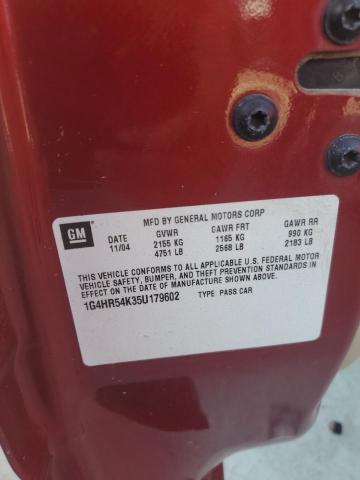 MFD BY GENERAL MOTORS CORP
GM DATE GVWR GAWR FRT GAWR RR
11/04 2155 KG 1165 KG 990 KG
4751 LB 2568 LB 2183 LB
THIS VEHICLE CONFORMS TO ALL APPLICABLE U.S. FEDERAL MOTOR
VEHICLE SAFETY, BUMPER, AND THEFT PREVENTION STANDARDS IN
EFFECT ON THE DATE OF MANUFACTURE SHOWN ABOVE.
1G4HR54K35U179602 TYPE PASS CAR